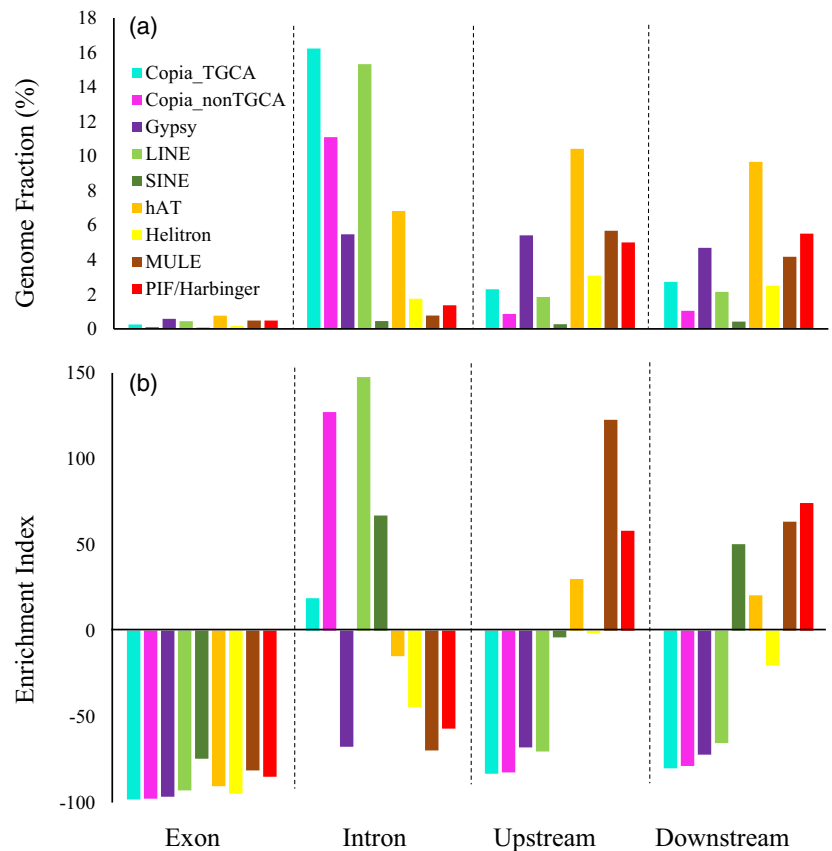 (a)
Genome Fraction (%)
18
16
14
12
10
8
6
4
2
0
Copia_TGCA
Copia_nonTGCA
Gypsy
LINE
SINE
hAT
Helitron
MULE
PIF/Harbinger
(b)
Enrichment Index
150
100
50
0
-50
-100
Exon Intron Upstream Downstream